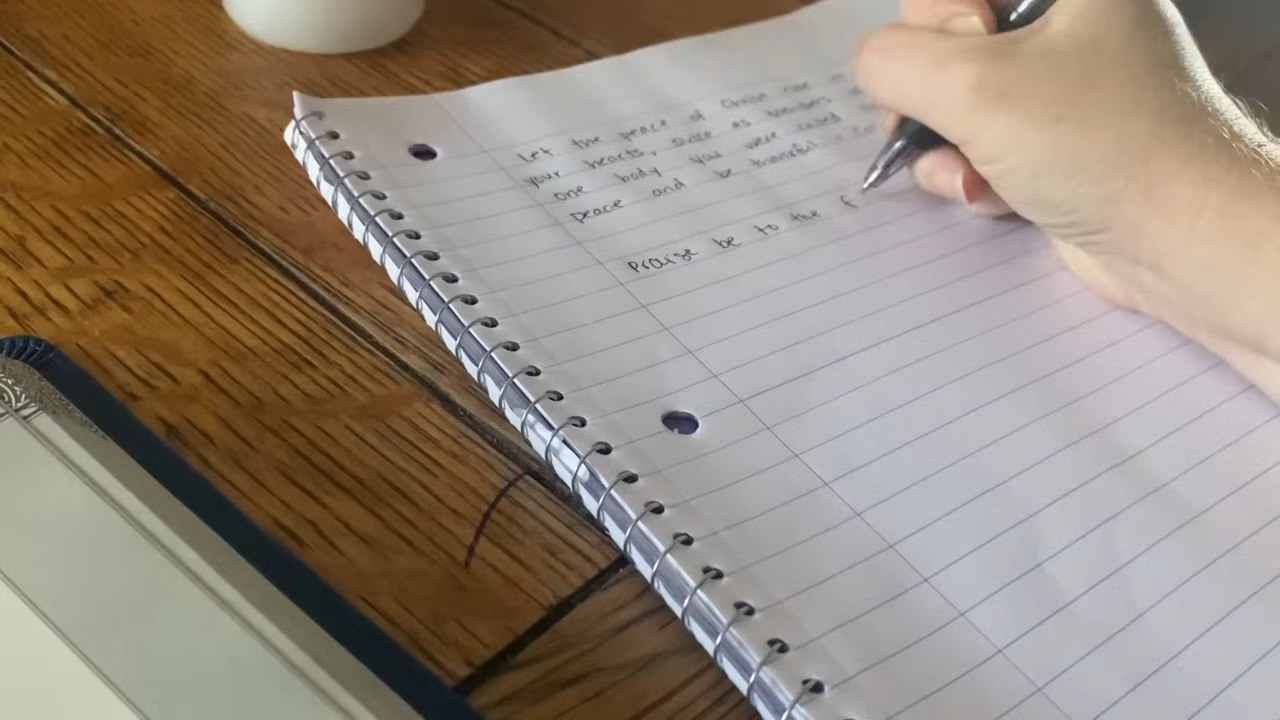 Let the peace of Christ rule
your hearts, since as members
one body you were called
peace and be thankful
Praise be to the f